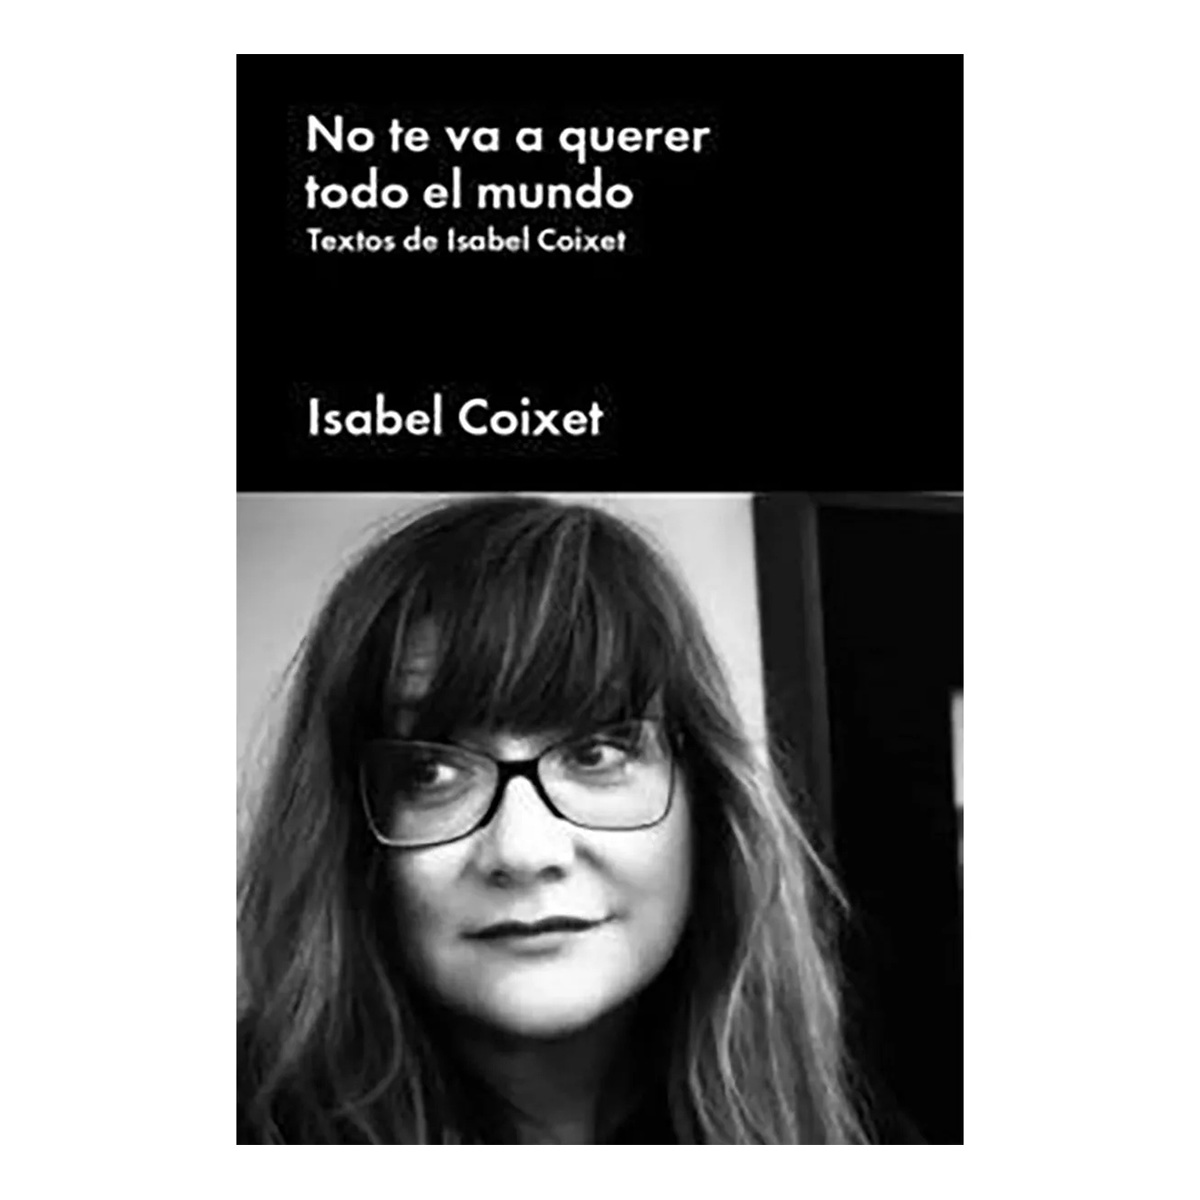 No te va a querer
todo el mundo
Textos de Isabel Coixet
Isabel Coixet